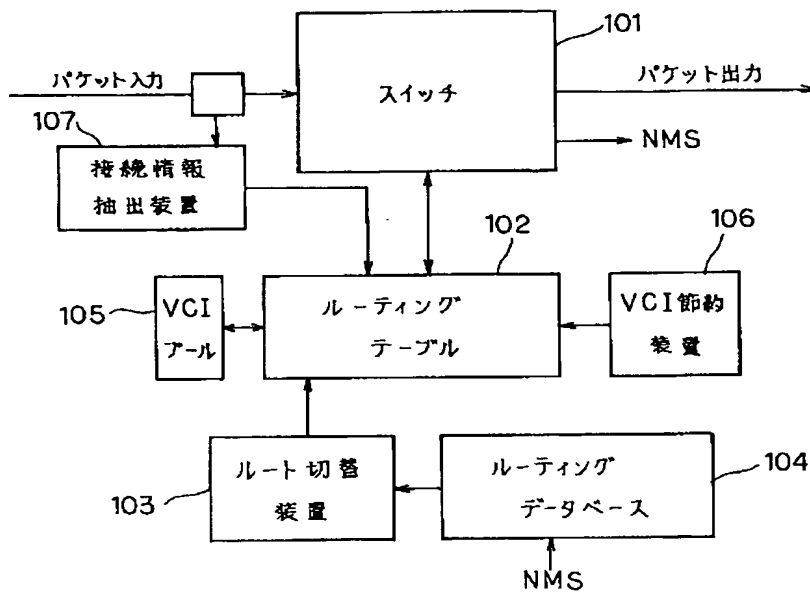 101
パケット入力
スイッチ
パケット出力
107
NMS
接続情報
抽出装置
102
106
105
VCI
プール
ルーティング
テーブル
VCI節約
装置
103
ルート切替
装置
ルーティング
データベース
104
NMS